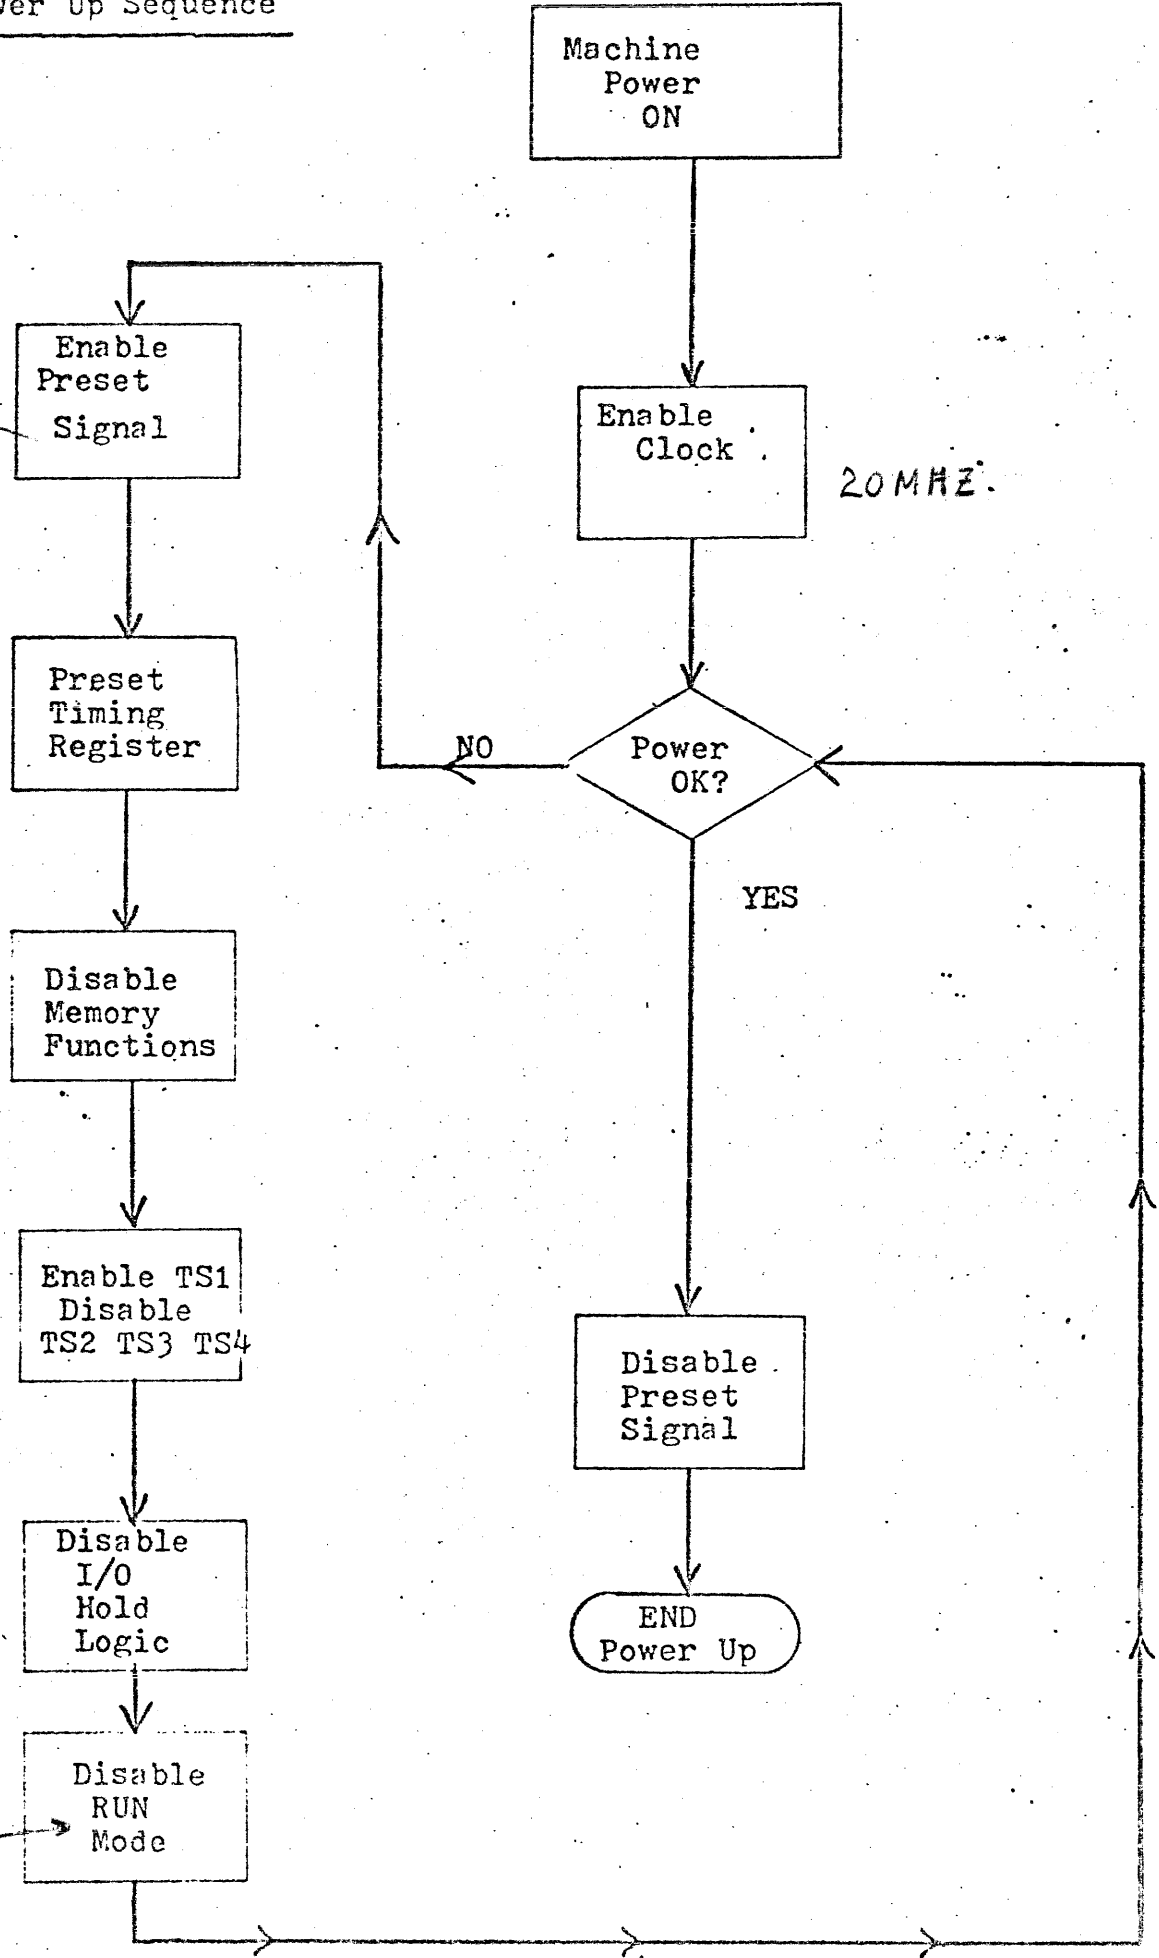 Up Sequence
Machine
Power
ON
Enable
Clock
20 MHZ.
Power
OK?
NO
YES
Enable
Preset
Signal
Preset
Timing
Register
Disable
Memory
Functions
Enable TS1
Disable
TS2 TS3 TS4
Disable
I/O
Hold
Logic
Disable
RUN
Mode
Disable
Preset
Signal
END
Power Up